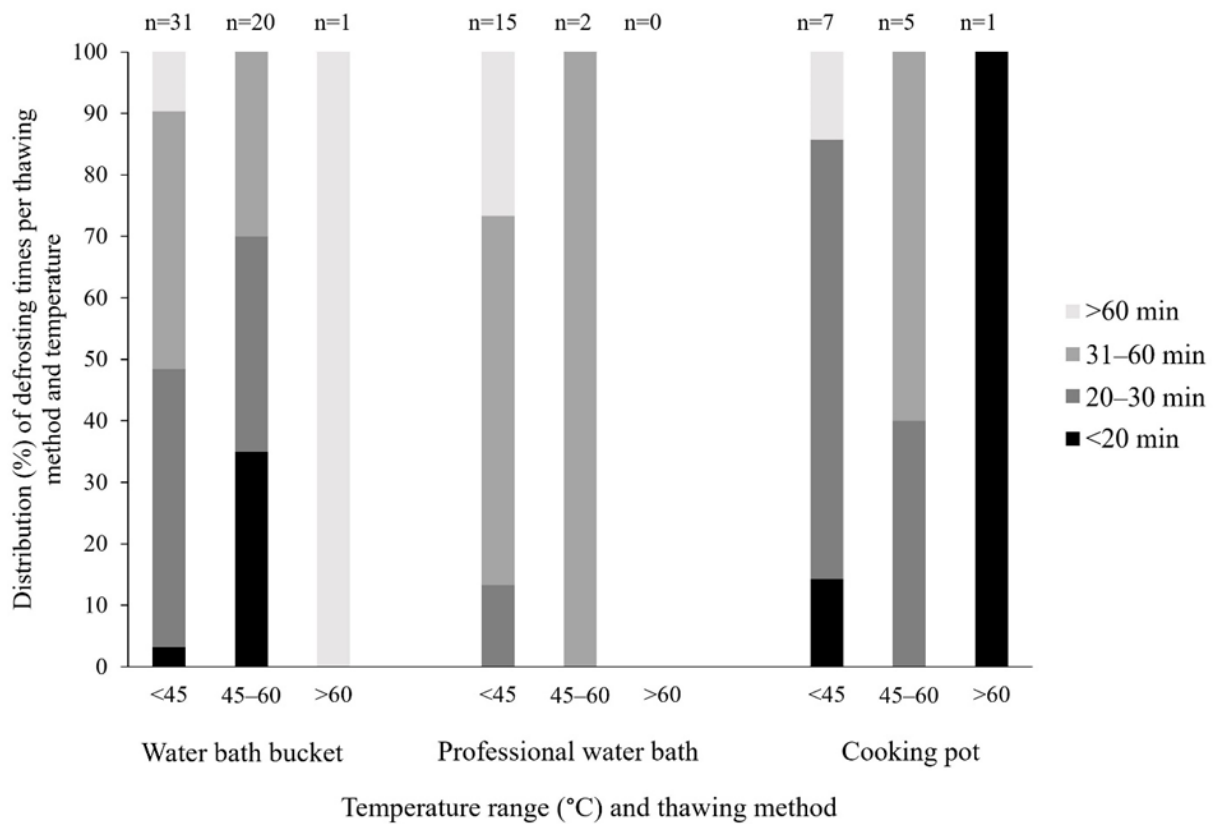 n=31 n=20 n=1 n=15 n=2 n=0 n=7 n=5 n=1
100
90
80
70
60
50
40
30
20
10
0
Distribution (%) of defrosting times per thawing
method and temperature
>60 min
31–60 min
20–30 min
<20 min
<45 45–60 >60 <45 45–60 >60 <45 45–60 >60
Water bath bucket Professional water bath Cooking pot
Temperature range (°C) and thawing method